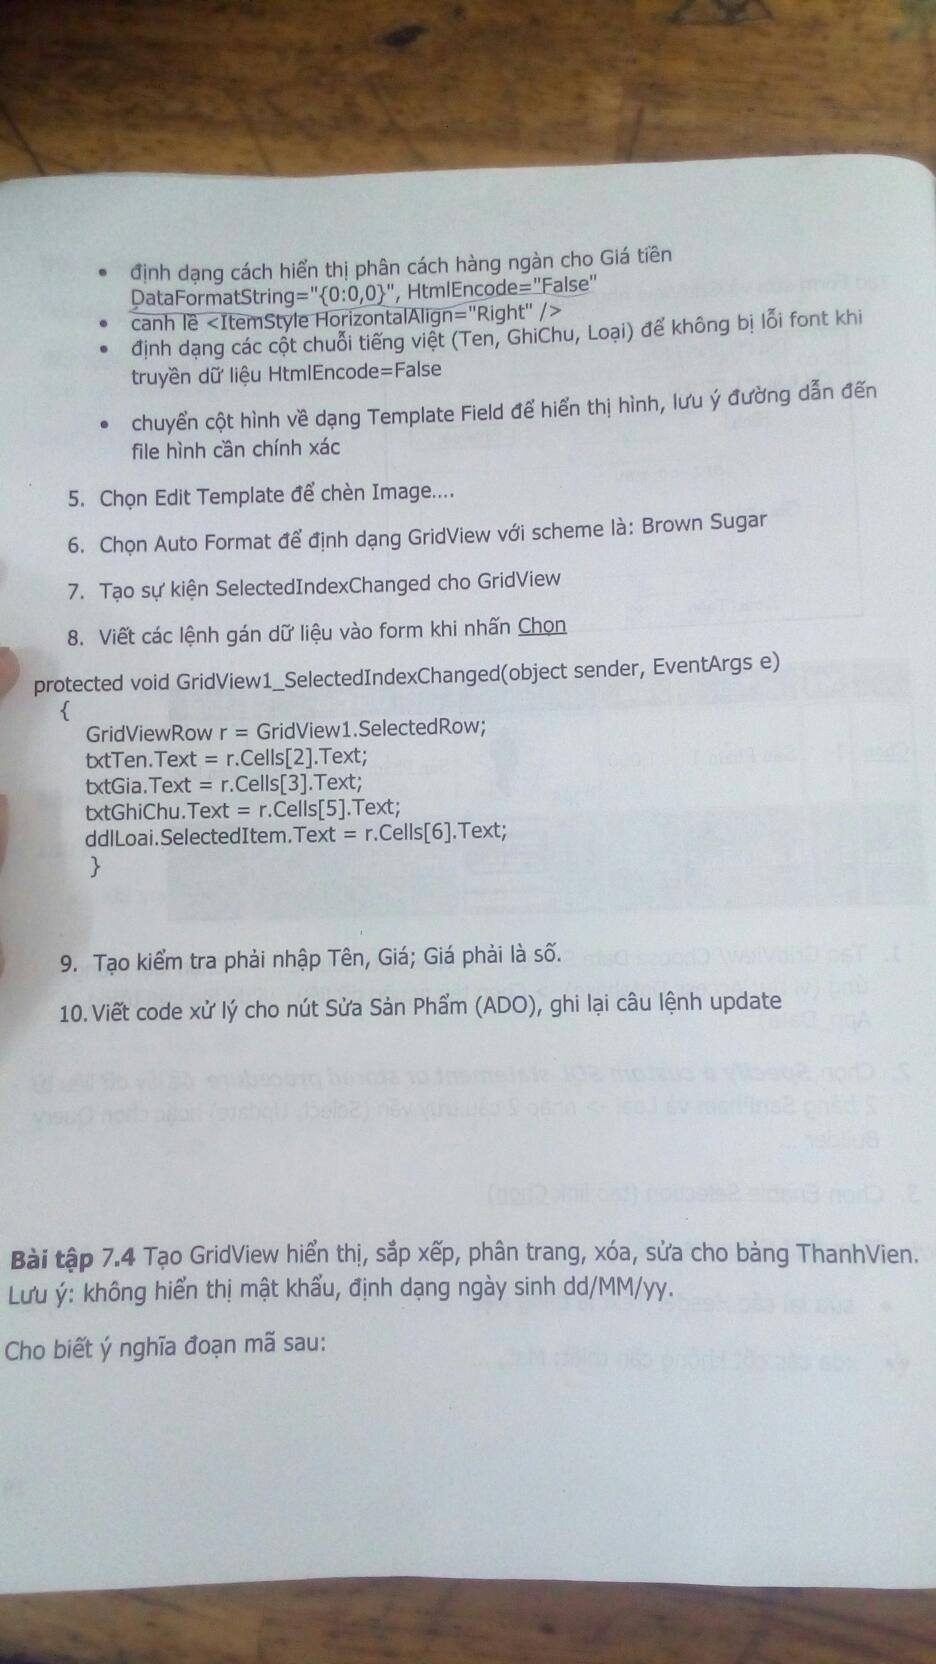 • định dạng cách hiển thị phân cách hàng ngàn cho Giá tiền
DataFormatString="{0:0,0}", HtmlEncode="False"
• canh lề <ItemStyle HorizontalAlign="Right" />
• định dạng các cột chuỗi tiếng việt (Ten, GhiChu, Loại) để không bị lỗi font khi
truyền dữ liệu HtmlEncode=False
• chuyển cột hình về dạng Template Field để hiển thị hình, lưu ý đường dẫn đến
file hình cần chính xác
5. Chọn Edit Template để chèn Image....
6. Chọn Auto Format để định dạng GridView với scheme là: Brown Sugar
7. Tạo sự kiện SelectedIndexChanged cho GridView
8. Viết các lệnh gán dữ liệu vào form khi nhấn Chọn
protected void GridView1_SelectedIndexChanged(object sender, EventArgs e)
{
GridViewRow r = GridView1.SelectedRow;
txtTen.Text = r.Cells[2].Text;
txtGia.Text = r.Cells[3].Text;
txtGhiChu.Text = r.Cells[5].Text;
ddlLoai.SelectedItem.Text = r.Cells[6].Text;
}
9. Tạo kiểm tra phải nhập Tên, Giá; Giá phải là số.
10. Viết code xử lý cho nút Sửa Sản Phẩm (ADO), ghi lại câu lệnh update
Bài tập 7.4 Tạo GridView hiển thị, sắp xếp, phân trang, xóa, sửa cho bảng ThanhVien.
Lưu ý: không hiển thị mật khẩu, định dạng ngày sinh dd/MM/yy.
Cho biết ý nghĩa đoạn mã sau: